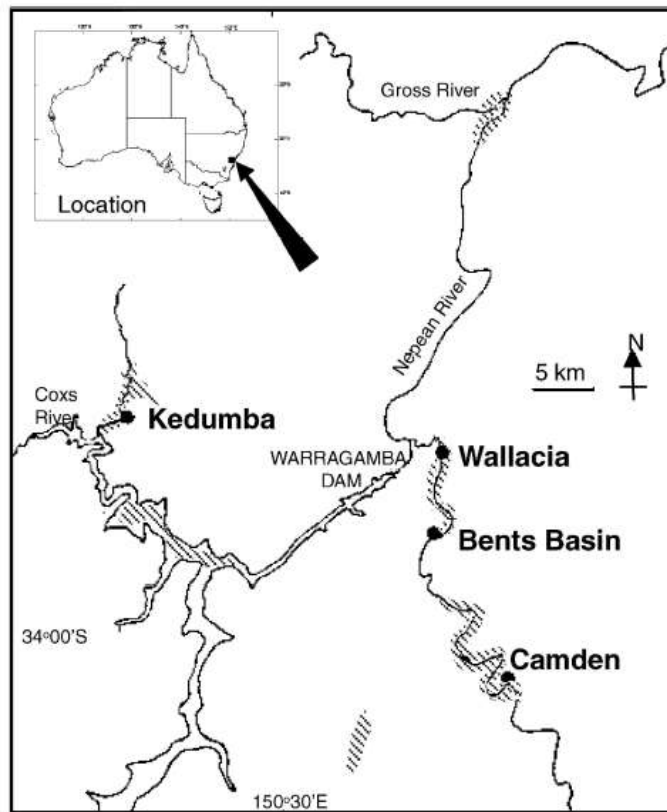 Location
Gross River
Nepean River
N
5 km
Coxs
River
Kedumba
WARRAGAMBA
DAM
Wallacia
Bents Basin
34°00'S
Camden
150°30'E